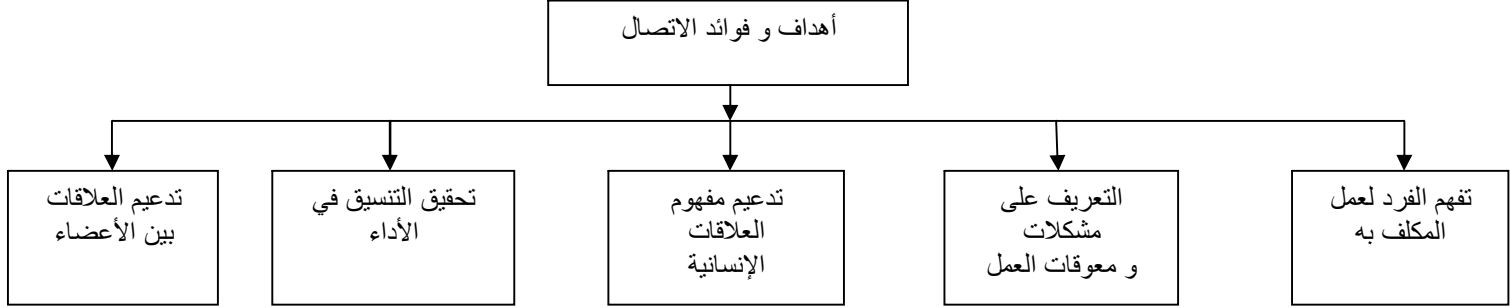 أهداف و فوائد الاتصال
تفهم الفرد لعمل
المكلف به
التعريف على
مشكلات
و معوقات العمل
تدعيم مفهوم
العلاقات
الإنسانية
تحقيق التنسيق في
الأداء
تدعيم العلاقات
بين الأعضاء